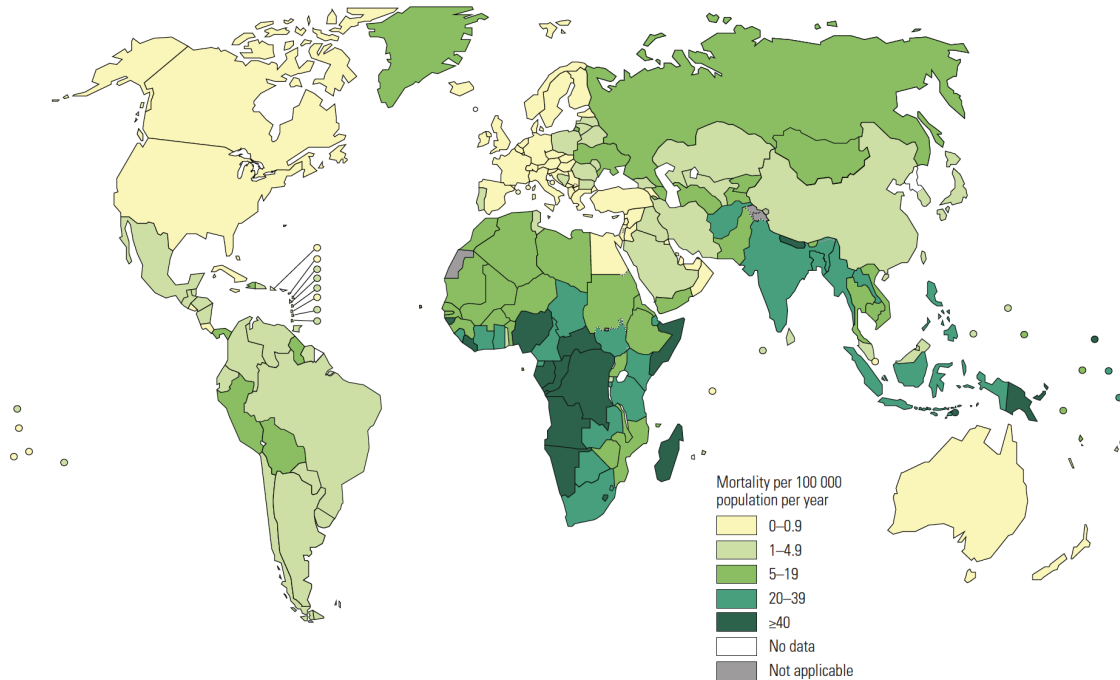 Mortality per 100 000
population per year
0–0.9
1–4.9
5–19
20–39
≥40
No data
Not applicable